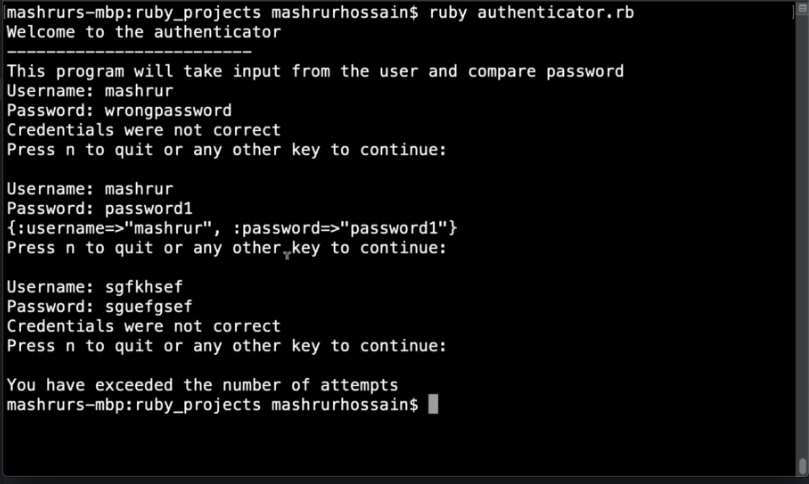 mashrurs-mbp:ruby_projects mashrurhossain$ ruby authenticator.rb
Welcome to the authenticator
-------------------------
This program will take input from the user and compare password
Username: mashrur
Password: wrongpassword
Credentials were not correct
Press n to quit or any other key to continue:
Username: mashrur
Password: password1
{:username=>"mashrur", :password=>"password1"}
Press n to quit or any other key to continue:
Username: sgfkhsef
Password: sguefgsef
Credentials were not correct
Press n to quit or any other key to continue:
You have exceeded the number of attempts
mashrurs-mbp:ruby_projects mashrurhossain$